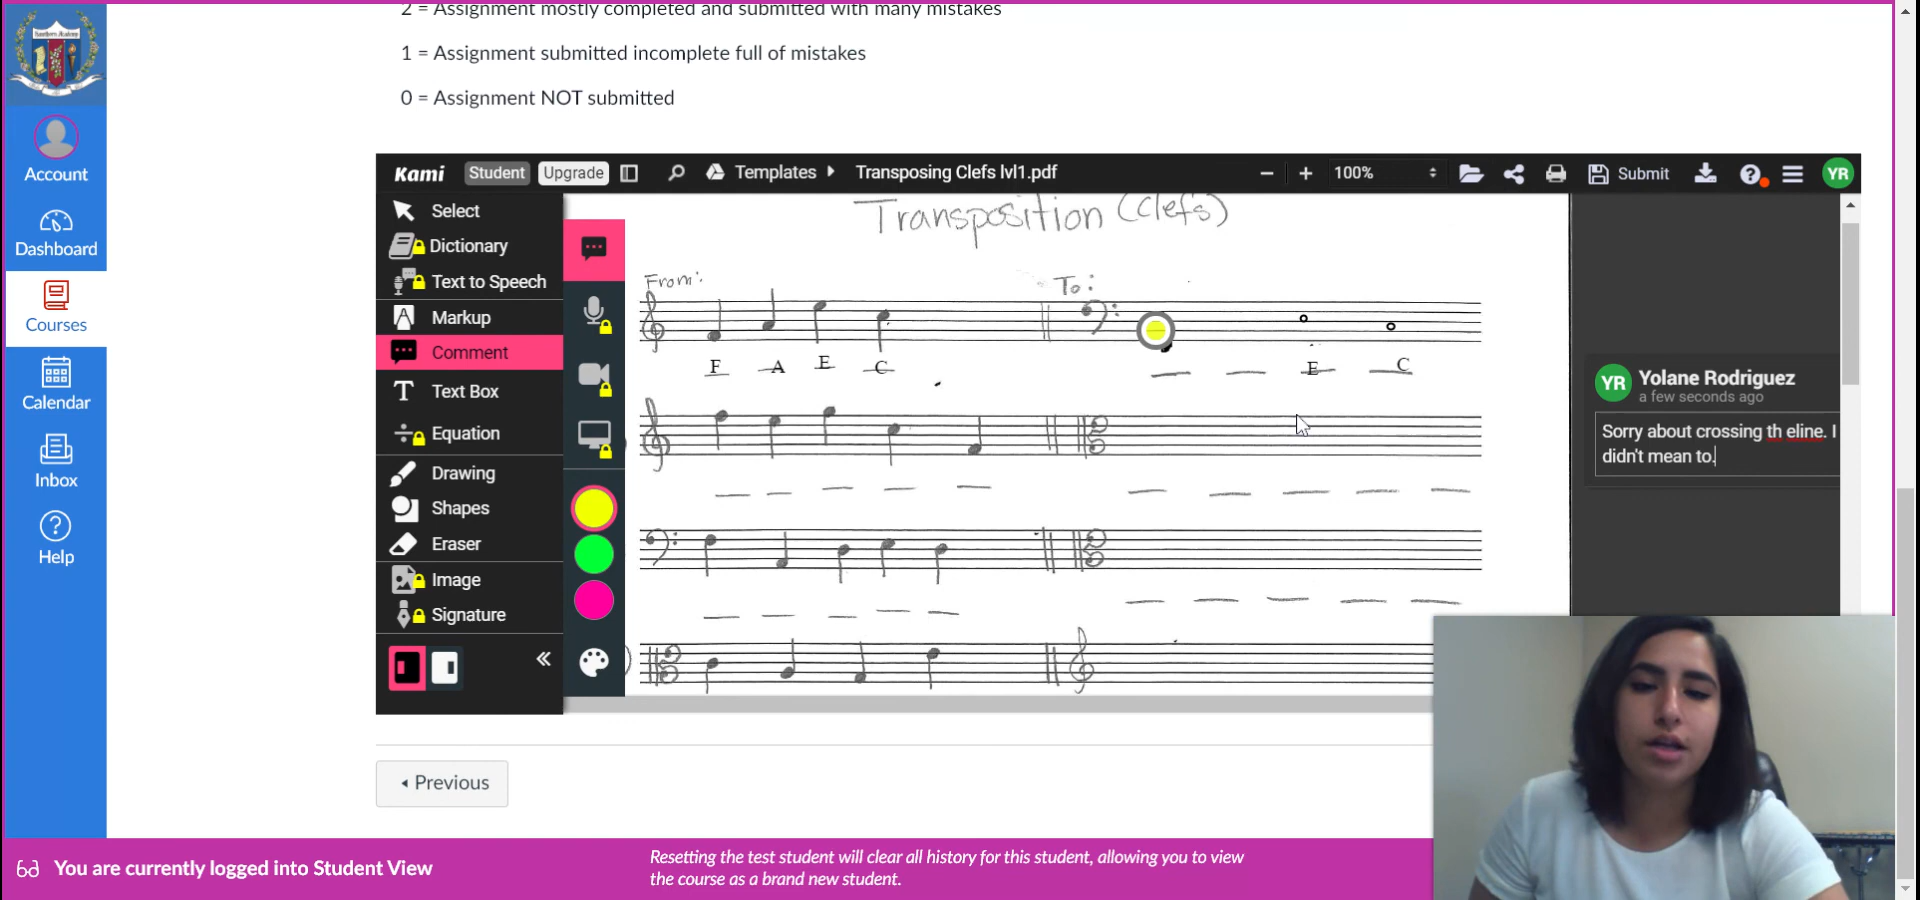 2 = Assignment mostly completed and submitted with many mistakes
1 = Assignment submitted incomplete full of mistakes
0 = Assignment NOT submitted
Account
Dashboard
Courses
Calendar
Inbox
Help
Kami Student Upgrade Templates Transposing Clefs lvl1.pdf 100% Submit YR
Select
Dictionary
Text to Speech
Markup
Comment
Text Box
Equation
Drawing
Shapes
Eraser
Image
Signature
Transposition (Clefs)
From: To:
F A E C E C
YR Yolane Rodriguez
a few seconds ago
Sorry about crossing th eline. I
didn't mean to.
Previous
You are currently logged into Student View
Resetting the test student will clear all history for this student, allowing you to view
the course as a brand new student.